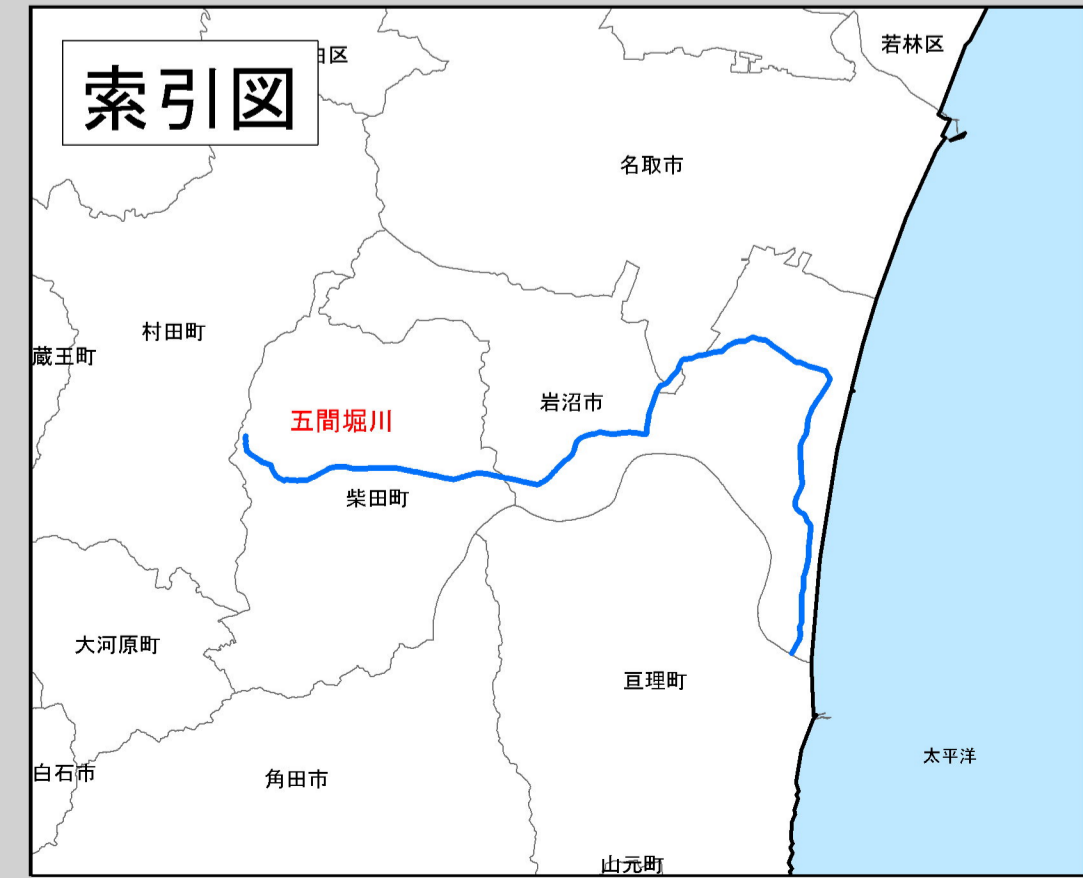 索引図
区
若林区
名取市
村田町
蔵王町
岩沼市
五間堀川
柴田町
大河原町
亘理町
太平洋
白石市
角田市
山元町